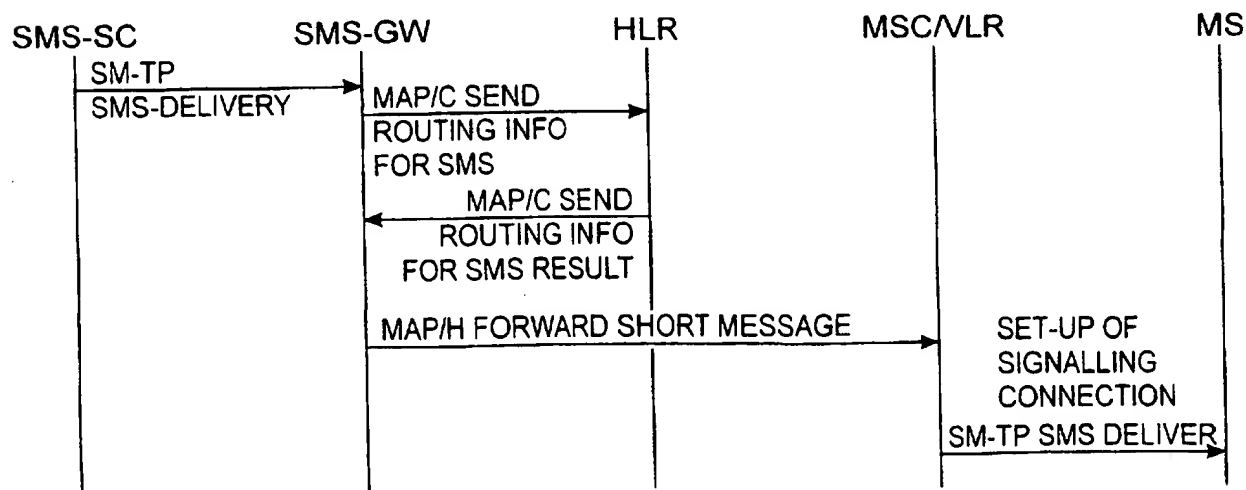 SMS-SC SMS-GW HLR MSC/VLR MS
SM-TP
SMS-DELIVERY
MAP/C SEND
ROUTING INFO
FOR SMS
MAP/C SEND
ROUTING INFO
FOR SMS RESULT
MAP/H FORWARD SHORT MESSAGE
SET-UP OF
SIGNALLING
CONNECTION
SM-TP SMS DELIVER